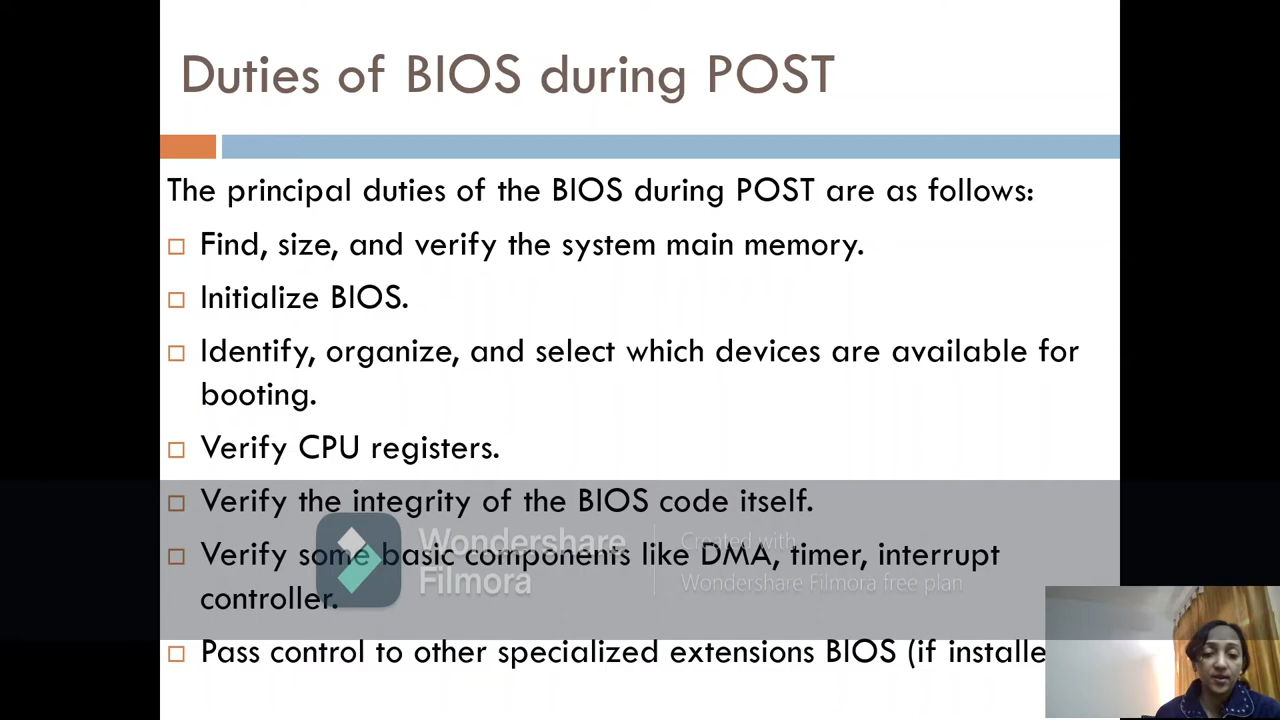 Duties of BIOS during POST
The principal duties of the BIOS during POST are as follows:
Find, size, and verify the system main memory.
Initialize BIOS.
Identify, organize, and select which devices are available for
booting.
Verify CPU registers.
Verify the integrity of the BIOS code itself.
Wondershare
Filmora
Created with
Wondershare Filmora free plan
Verify some basic components like DMA, timer, interrupt
controller.
Pass control to other specialized extensions BIOS (if installe